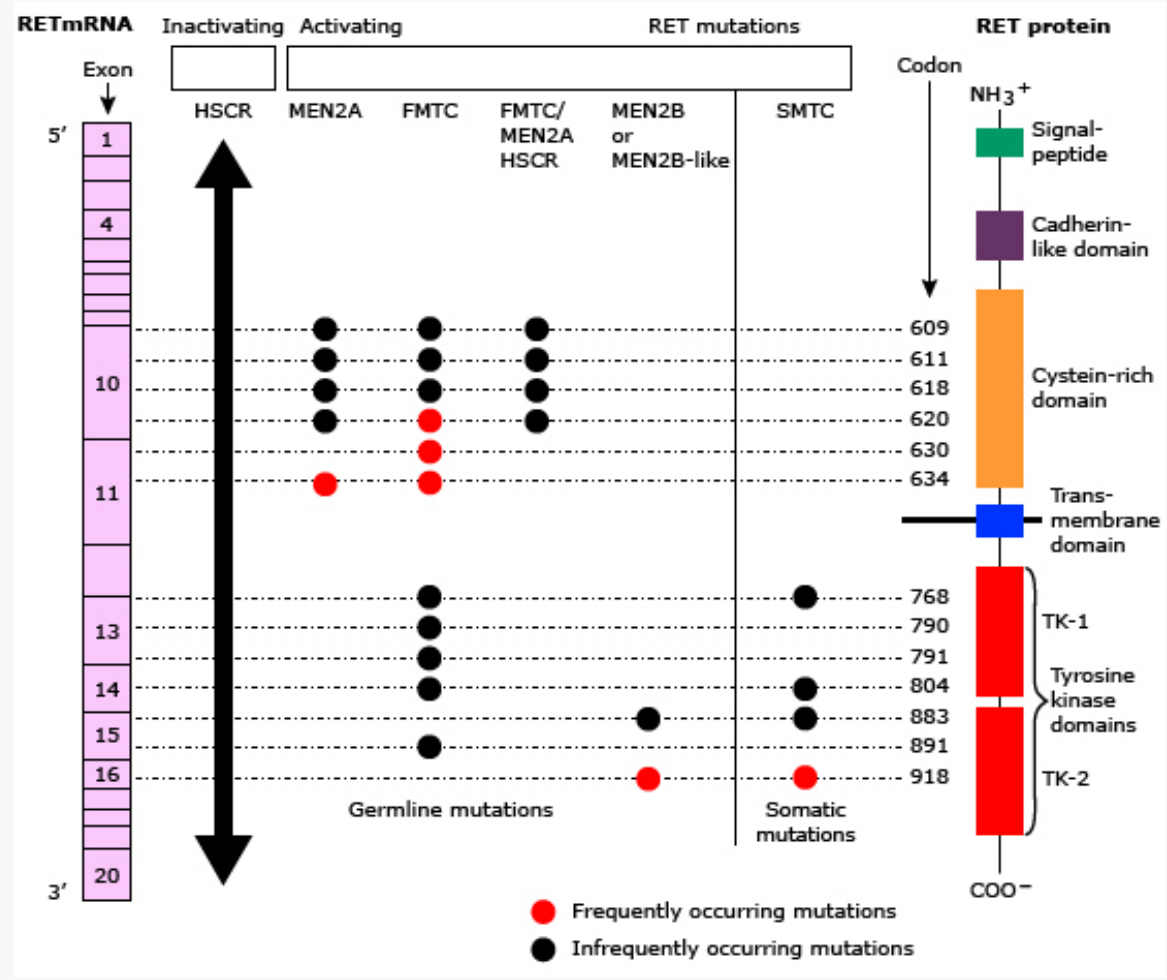 RETmRNA
Inactivating
Activating
RET mutations
RET protein
Exon
Codon
HSCR
MEN2A
FMTC
FMTC/
MEN2A
HSCR
MEN2B
or
MEN2B-like
SMTC
NH3+
5′
1
4
10
11
13
14
15
16
20
3′
609
611
618
620
630
634
768
790
791
804
883
891
918
Signal-
peptide
Cadherin-
like domain
Cystein-rich
domain
Trans-
membrane
domain
TK-1
Tyrosine
kinase
domains
TK-2
COO−
Germline mutations
Somatic
mutations
Frequently occurring mutations
Infrequently occurring mutations